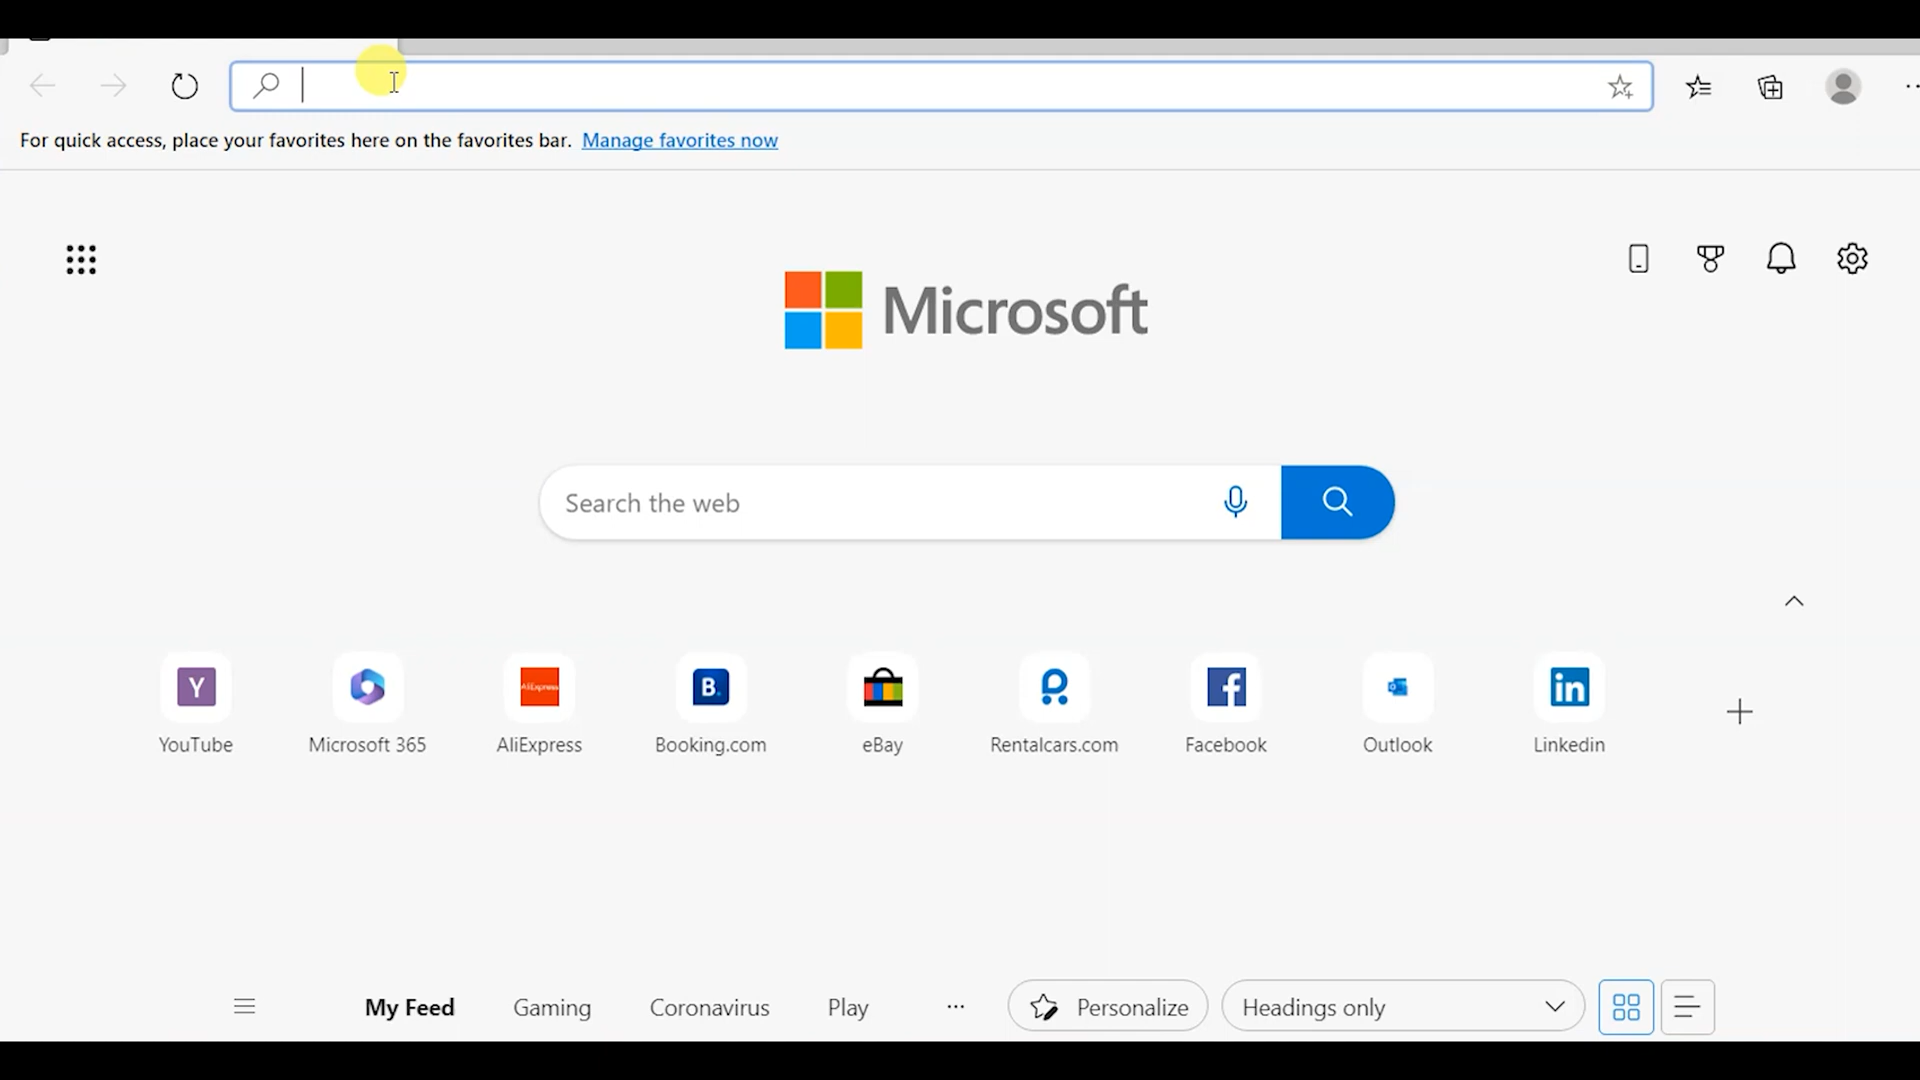 For quick access, place your favorites here on the favorites bar. Manage favorites now
Microsoft
Search the web
Y
AliExpress
B.
f
in
YouTube
Microsoft 365
AliExpress
Booking.com
eBay
Rentalcars.com
Facebook
Outlook
Linkedin
My Feed
Gaming
Coronavirus
Play
...
Personalize
Headings only